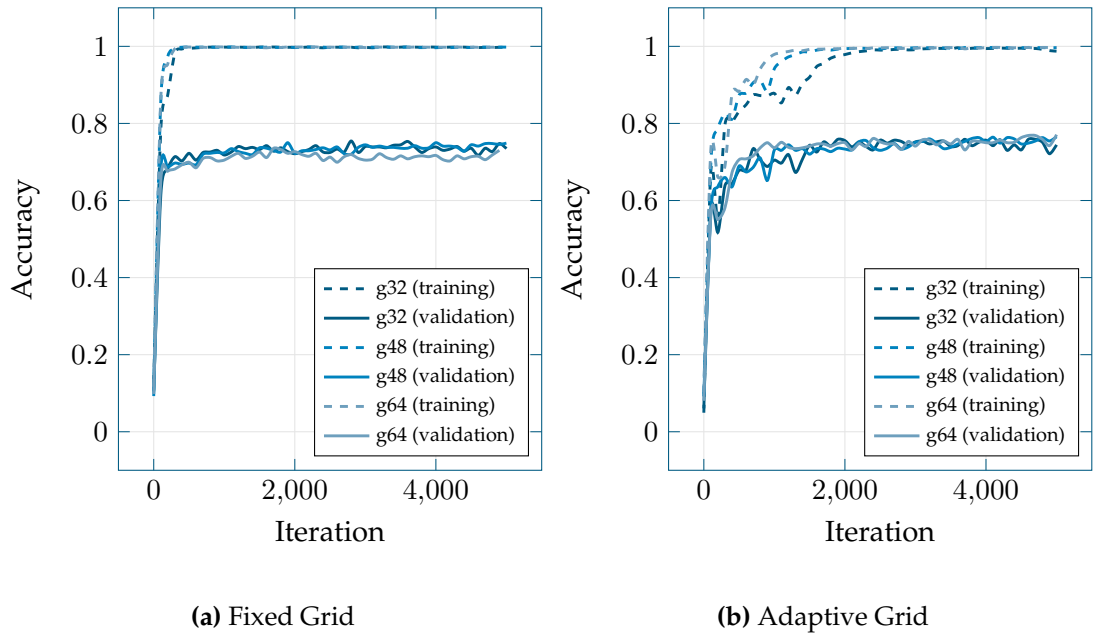 1
0.8
0.6
0.4
0.2
0
Accuracy
g32 (training)
g32 (validation)
g48 (training)
g48 (validation)
g64 (training)
g64 (validation)
0
2,000
4,000
Iteration
(a) Fixed Grid
1
0.8
0.6
0.4
0.2
0
Accuracy
g32 (training)
g32 (validation)
g48 (training)
g48 (validation)
g64 (training)
g64 (validation)
0
2,000
4,000
Iteration
(b) Adaptive Grid